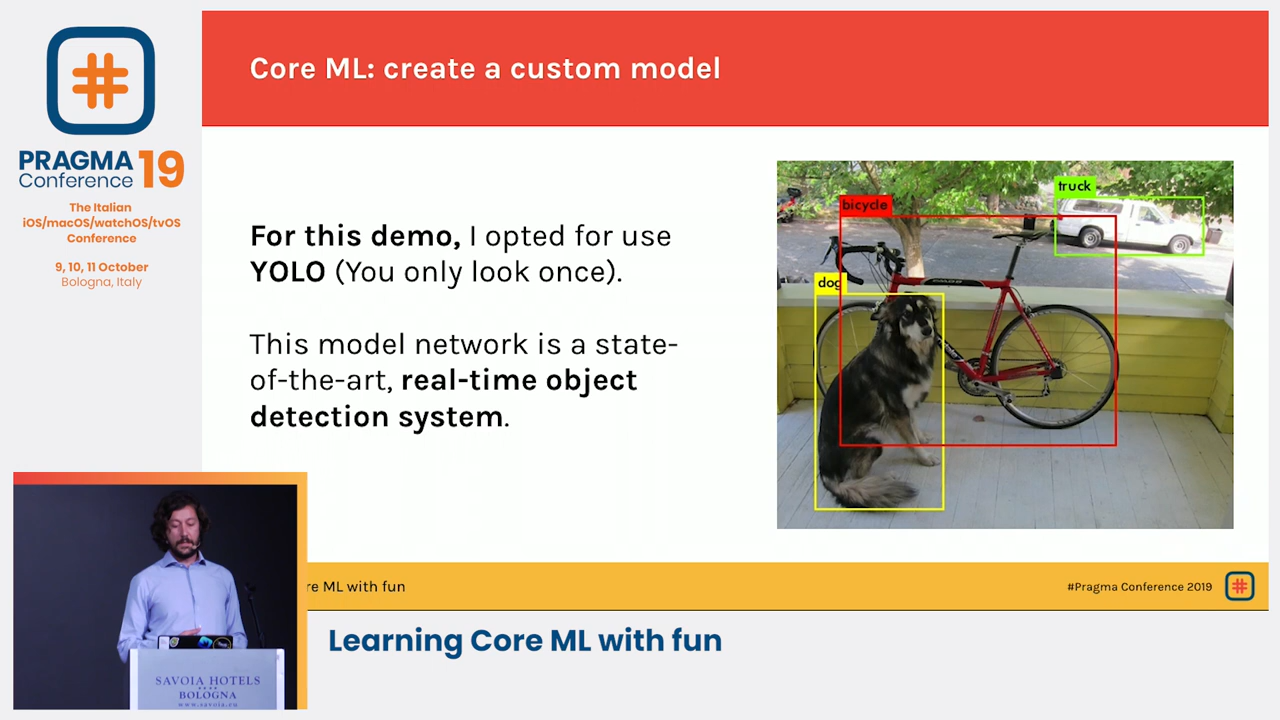 PRAGMA 19
Conference
The Italian
iOS/macOS/watchOS/tvOS
Conference
9, 10, 11 October
Bologna, Italy
Core ML: create a custom model
For this demo, I opted for use
YOLO (You only look once).
This model network is a state-
of-the-art, real-time object
detection system.
truck
bicycle
dog
re ML with fun
#Pragma Conference 2019
Learning Core ML with fun
SAVOIA HOTELS
BOLOGNA
www.savoia.eu